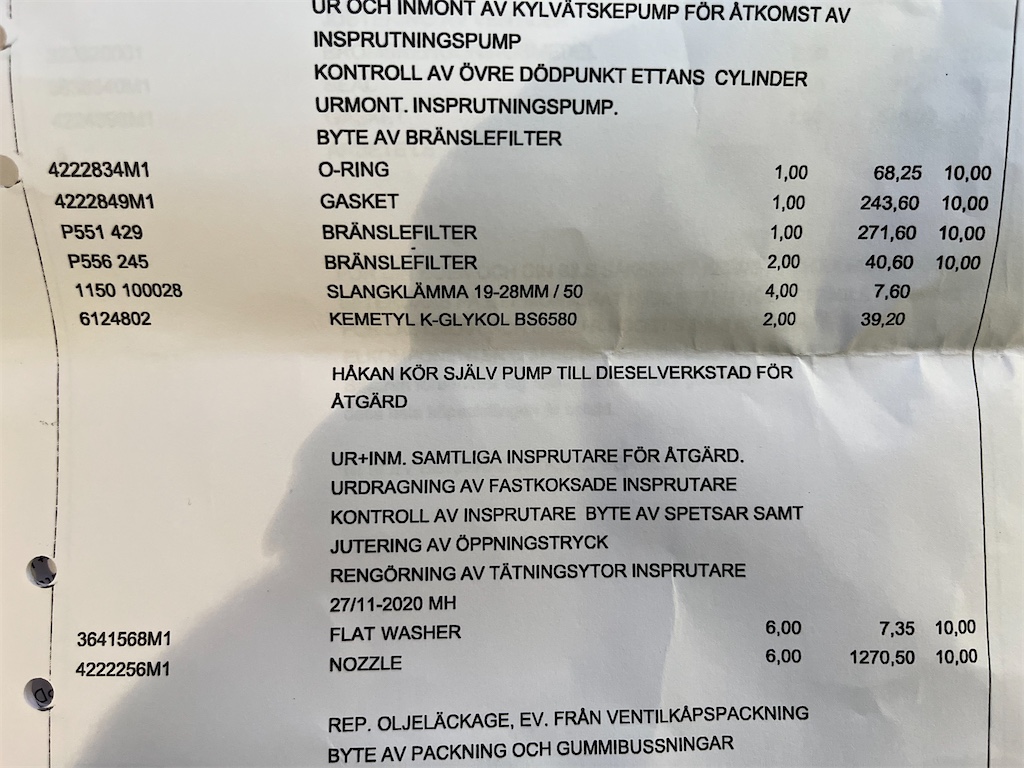 UR OCH INMONT AV KYLVÄTSKEPUMP FÖR ÅTKOMST AV
INSPRUTNINGSPUMP
KONTROLL AV ÖVRE DÖDPUNKT ETTANS CYLINDER
URMONT. INSPRUTNINGSPUMP.
BYTE AV BRÄNSLEFILTER
4222834M1 O-RING 1,00 68,25 10,00
4222849M1 GASKET 1,00 243,60 10,00
P551 429 BRÄNSLEFILTER 1,00 271,60 10,00
P556 245 BRÄNSLEFILTER 2,00 40,60 10,00
1150 100028 SLANGKLÄMMA 19-28MM / 50 4,00 7,60
6124802 KEMETYL K-GLYKOL BS6580 2,00 39,20
HÅKAN KÖR SJÄLV PUMP TILL DIESELVERKSTAD FÖR
ÅTGÄRD
UR+INM. SAMTLIGA INSPRUTARE FÖR ÅTGÄRD.
URDRAGNING AV FASTKOKSADE INSPRUTARE
KONTROLL AV INSPRUTARE BYTE AV SPETSAR SAMT
JUTERING AV ÖPPNINGSTRYCK
RENGÖRNING AV TÄTNINGSYTOR INSPRUTARE
27/11-2020 MH
3641568M1 FLAT WASHER 6,00 7,35 10,00
4222256M1 NOZZLE 6,00 1270,50 10,00
REP. OLJELÄCKAGE, EV. FRÅN VENTILKÅPSPACKNING
BYTE AV PACKNING OCH GUMMIBUSSNINGAR